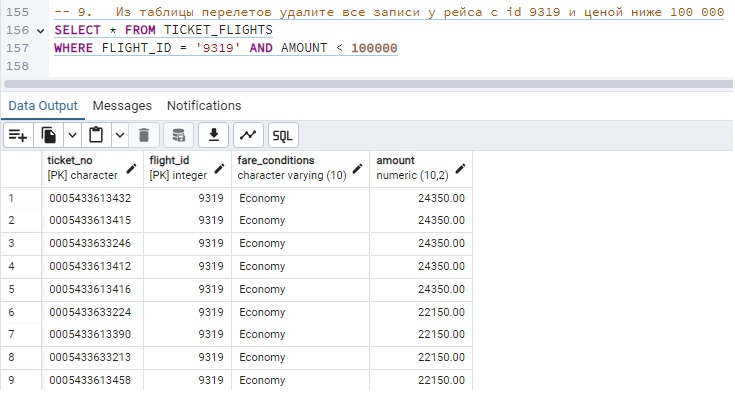 155 -- 9. Из таблицы перелетов удалите все записи у рейса с id 9319 и ценой ниже 100 000
156 SELECT * FROM TICKET_FLIGHTS
157 WHERE FLIGHT_ID = '9319' AND AMOUNT < 100000
158
Data Output Messages Notifications
SQL
ticket_no flight_id fare_conditions amount
[PK] character [PK] integer character varying (10) numeric (10,2)
1 0005433613432 9319 Economy 24350.00
2 0005433613415 9319 Economy 24350.00
3 0005433633246 9319 Economy 24350.00
4 0005433613412 9319 Economy 24350.00
5 0005433613416 9319 Economy 24350.00
6 0005433633224 9319 Economy 22150.00
7 0005433613390 9319 Economy 22150.00
8 0005433633213 9319 Economy 22150.00
9 0005433613458 9319 Economy 22150.00